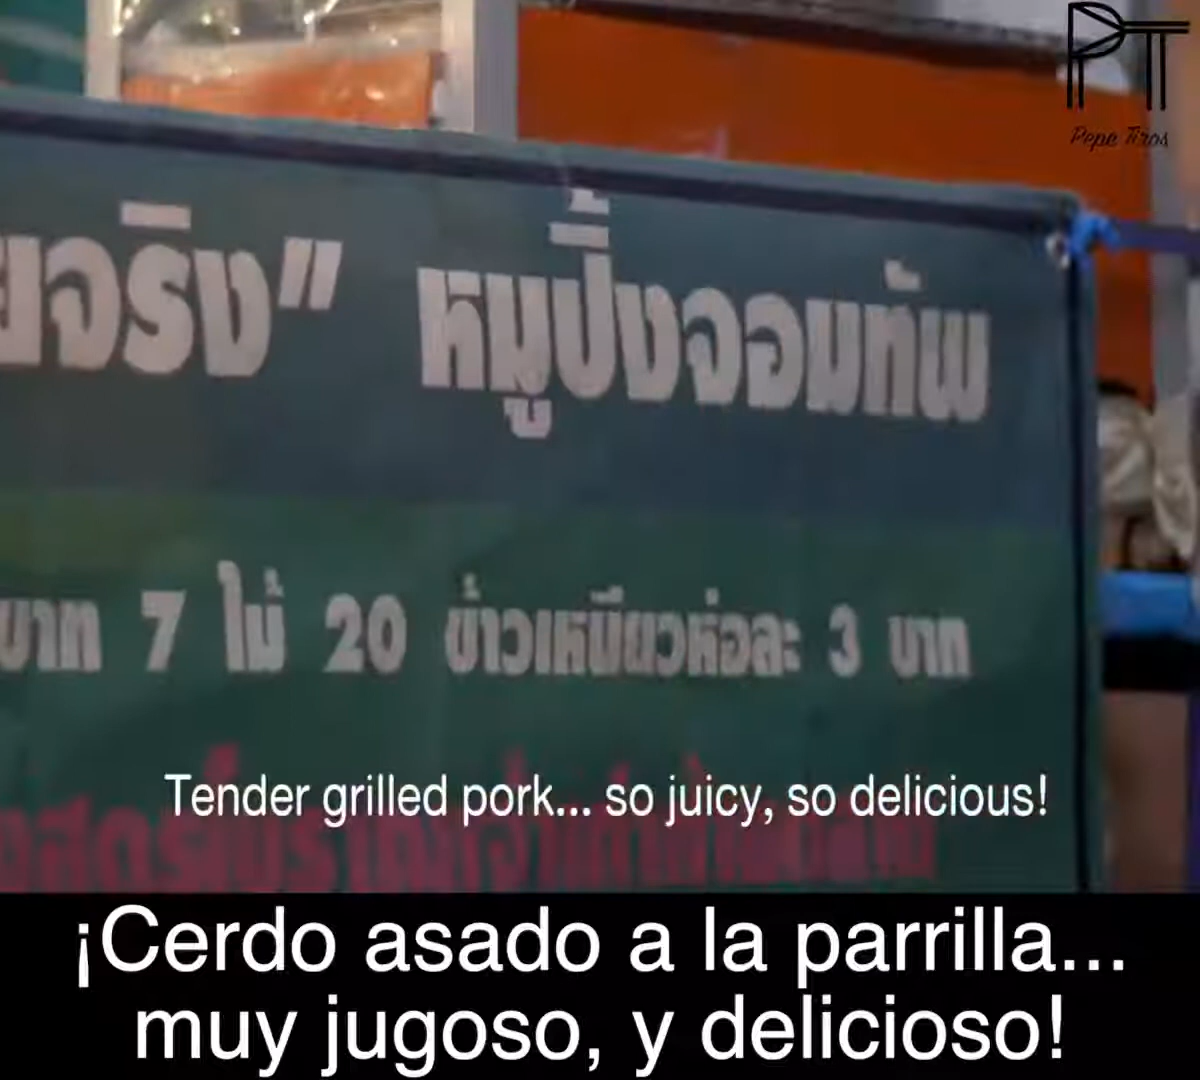 PT
Pepe Tiros
ยจริง" หมูปิ้งจอมทัพ
บาท 7 ไม้ 20 ข้าวเหนียวห่อละ 3 บาท
Tender grilled pork... so juicy, so delicious!
¡Cerdo asado a la parrilla...
muy jugoso, y delicioso!